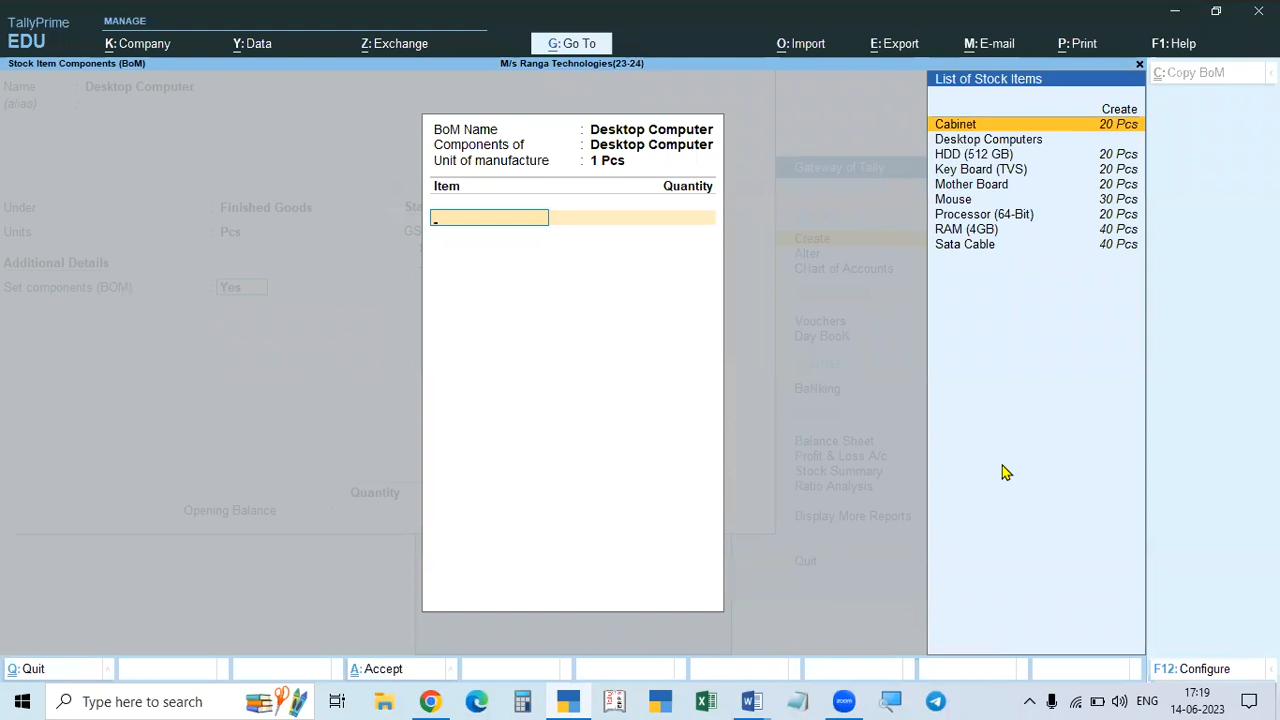 TallyPrime
EDU
MANAGE
K: Company
Y: Data
Z: Exchange
G: Go To
O: Import
E: Export
M: E-mail
P: Print
F1: Help
Stock Item Components (BoM)
M/s Ranga Technologies(23-24)
Name : Desktop Computer
(alias) :
Under : Finished Goods
Units : Pcs
Additional Details
Set components (BOM) : Yes
Quantity
Opening Balance
BoM Name : Desktop Computer
Components of : Desktop Computer
Unit of manufacture : 1 Pcs
Item Quantity
Gateway of Tally
Create
Alter
CHart of Accounts
Vouchers
Day BooK
BaNking
Balance Sheet
Profit & Loss A/c
Stock Summary
Ratio Analysis
Display More Reports
Quit
List of Stock Items
Create
Cabinet 20 Pcs
Desktop Computers
HDD (512 GB) 20 Pcs
Key Board (TVS) 20 Pcs
Mother Board 20 Pcs
Mouse 30 Pcs
Processor (64-Bit) 20 Pcs
RAM (4GB) 40 Pcs
Sata Cable 40 Pcs
C: Copy BoM
Q: Quit
A: Accept
F12: Configure
Type here to search
ENG
17:19
14-06-2023